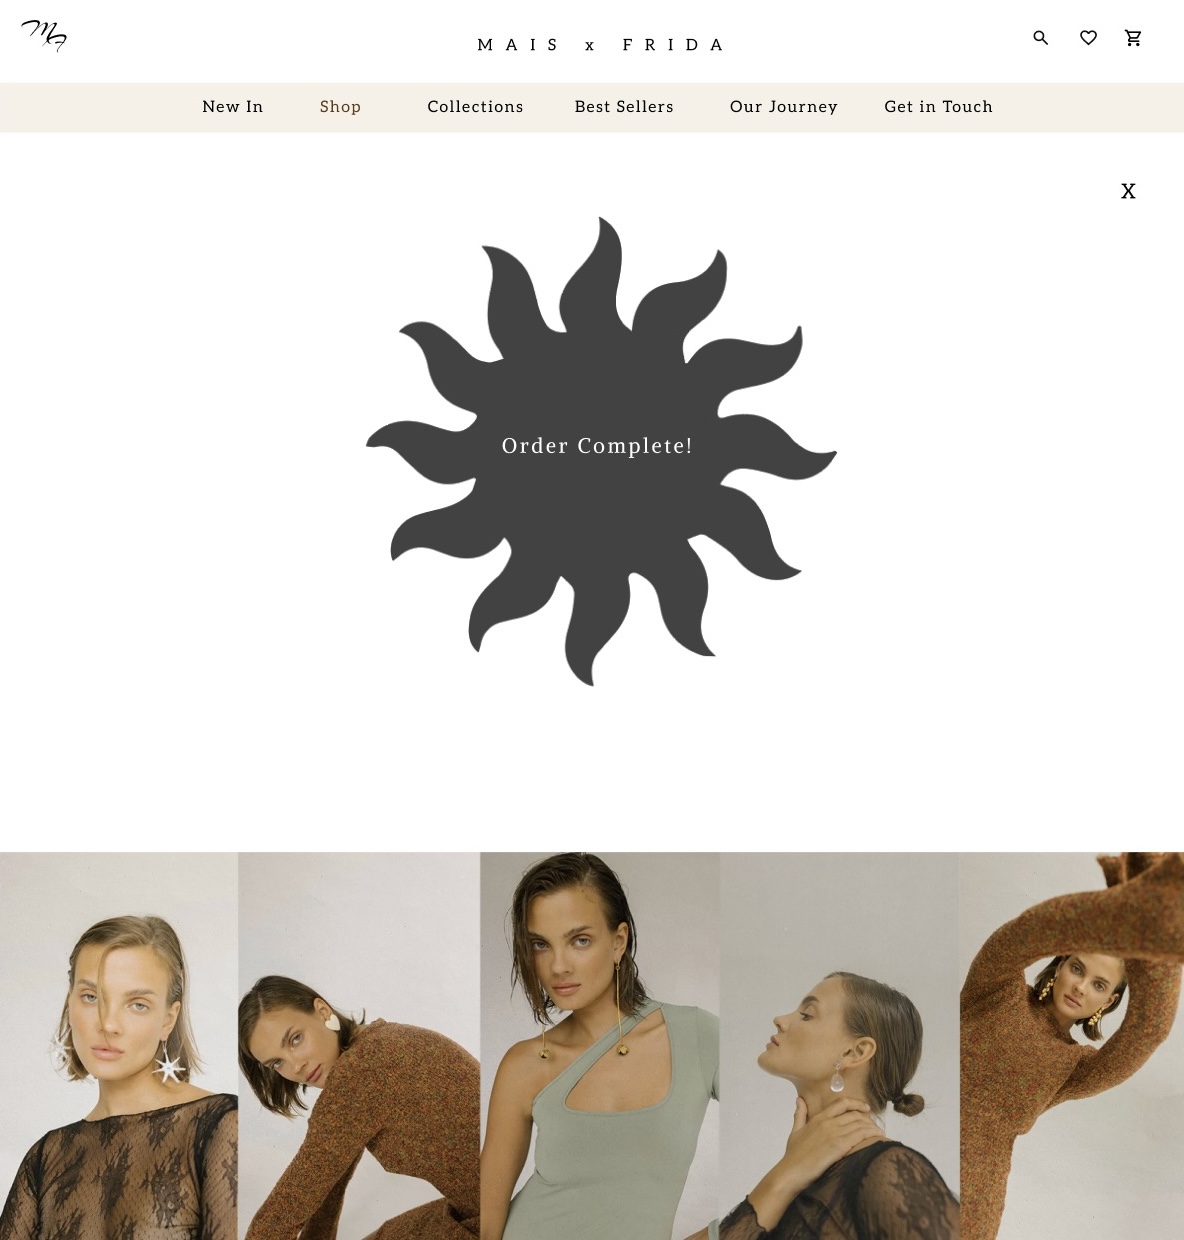 MF
MAIS x FRIDA
New In Shop Collections Best Sellers Our Journey Get in Touch
X
Order Complete!